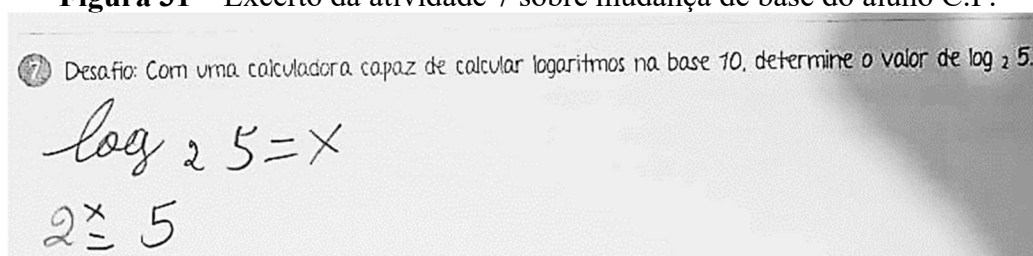 Figura 31 – Excerto da atividade 7 sobre mudança de base do aluno C.P.
7 Desafio: Com uma calculadora capaz de calcular logaritmos na base 10, determine o valor de log 2 5.
log 2 5 = x
2^x = 5